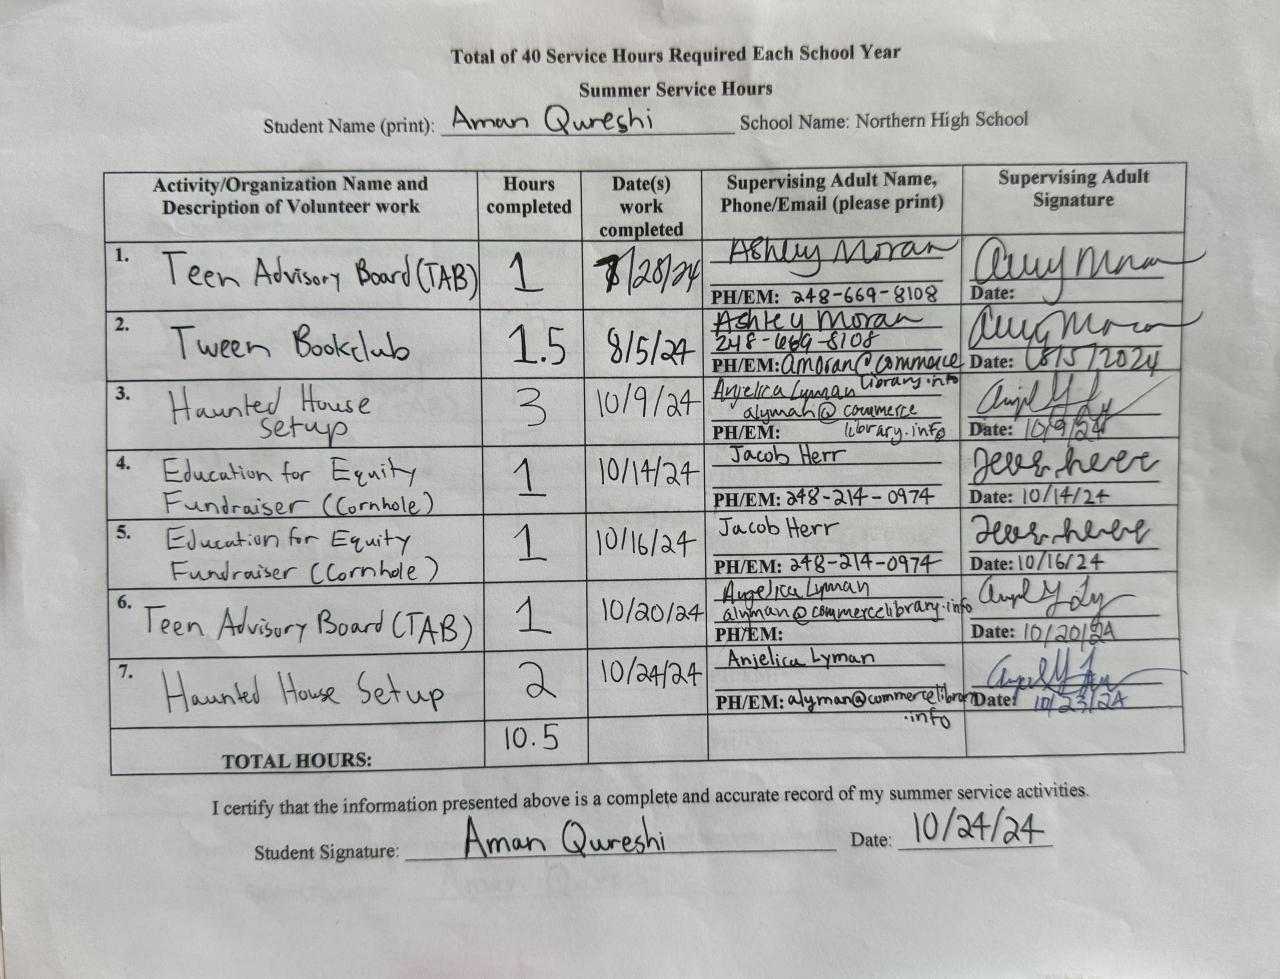 Total of 40 Service Hours Required Each School Year
Summer Service Hours
Student Name (print): Aman Qureshi School Name: Northern High School
Activity/Organization Name and Description of Volunteer work
Hours completed
Date(s) work completed
Supervising Adult Name, Phone/Email (please print)
Supervising Adult Signature
1. Teen Advisory Board (TAB)
1
/28/24
Ashley Moran
PH/EM: 248-669-8108
Date:
2. Tween Bookclub
1.5
8/5/24
Ashley Moran
248-669-8108
PH/EM: amoran@commerce
library.info
Date: 8/5/2024
3. Haunted House
setup
3
10/9/24
Anjelica Lyman
alyman@commerce
PH/EM: library.info
Date: 10/9/24
4. Education for Equity
Fundraiser (Cornhole)
1
10/14/24
Jacob Herr
PH/EM: 248-214-0974
Date: 10/14/24
5. Education for Equity
Fundraiser (Cornhole)
1
10/16/24
Jacob Herr
PH/EM: 248-214-0974
Date: 10/16/24
6. Teen Advisory Board (TAB)
1
10/20/24
Angelica Lyman
alyman@commercelibrary.info
PH/EM:
Date: 10/20/24
7. Haunted House Setup
2
10/24/24
Anjelica Lyman
PH/EM: alyman@commercelibrary
.info
Date: 10/23/24
TOTAL HOURS:
10.5
I certify that the information presented above is a complete and accurate record of my summer service activities.
Student Signature: Aman Qureshi Date: 10/24/24